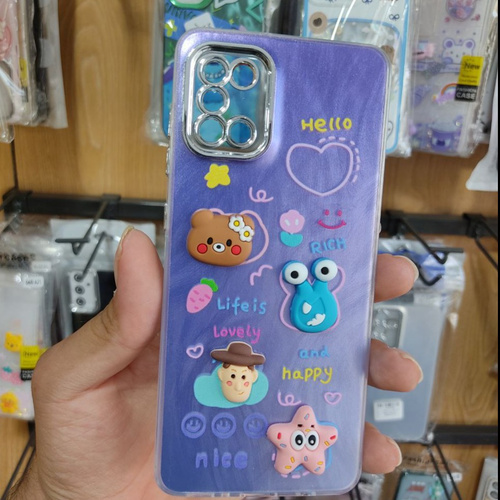 Hello
RICH
Life is
Lovely
and
happy
nice